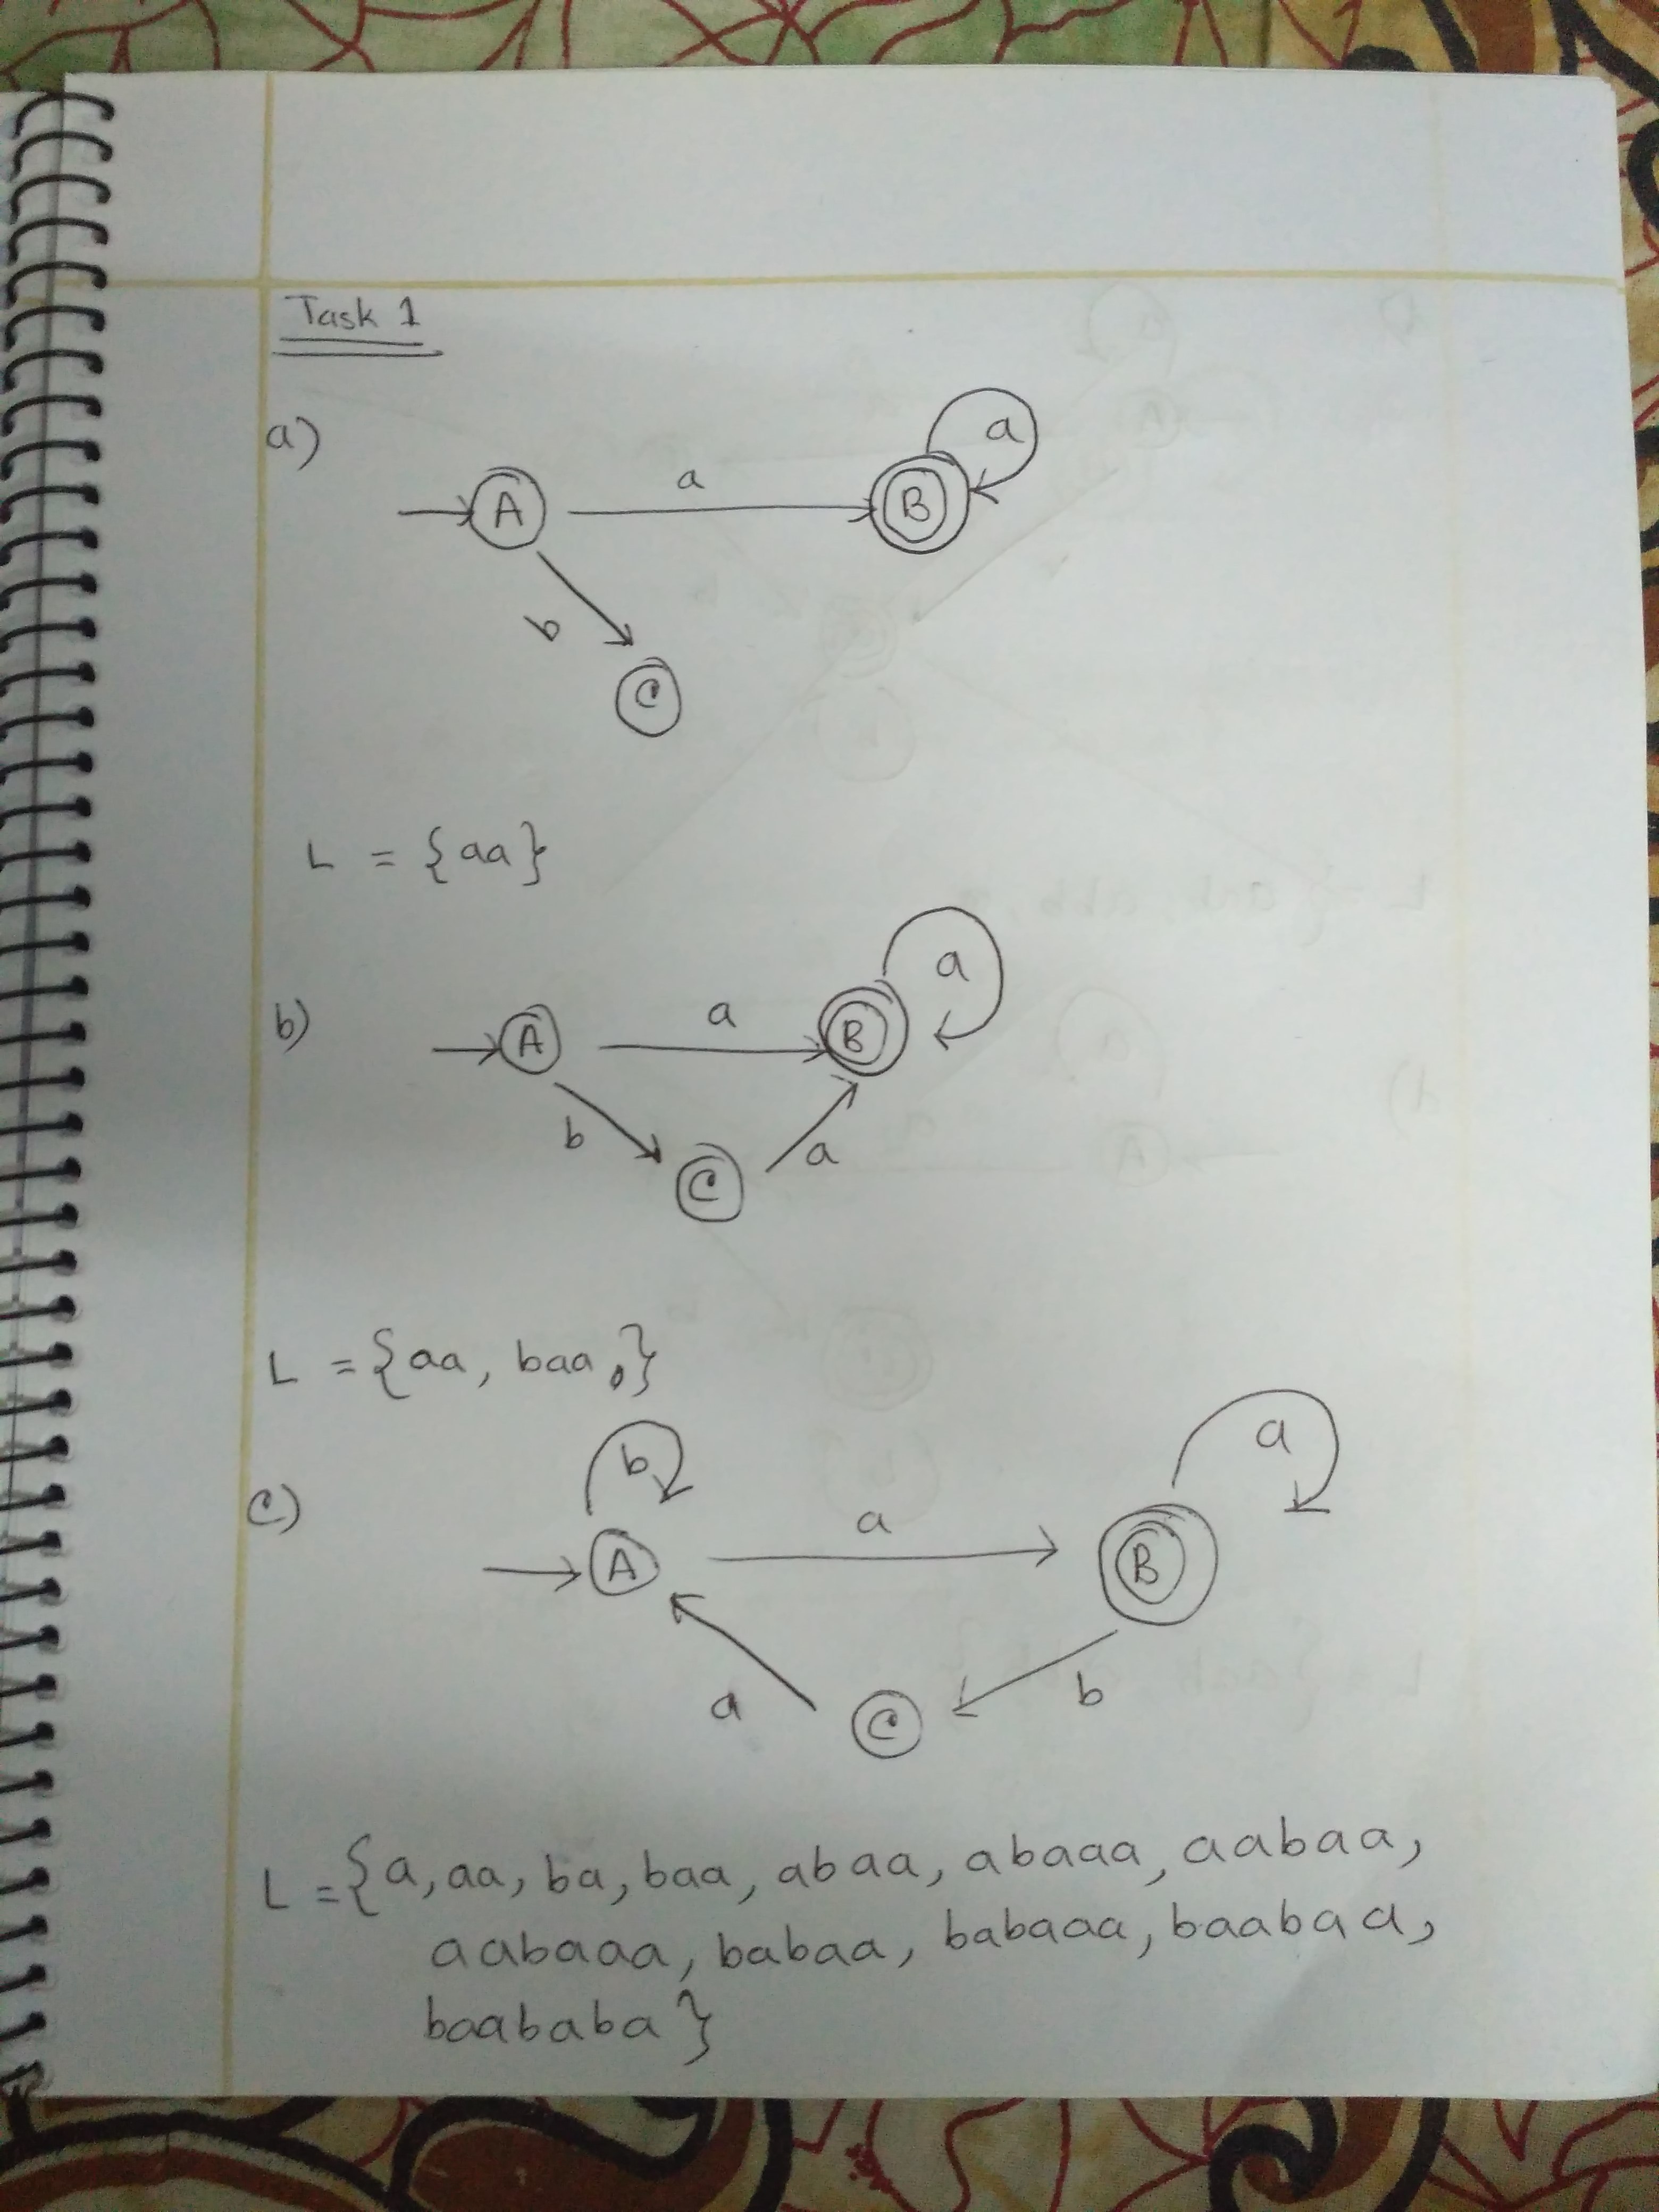 Task 1
a)
a
A
a
B
b
C
L = {aa}
b)
a
A
a
B
b
a
C
L = {aa, baa,}
c)
b
a
A
a
B
a
b
C
L = {a, aa, ba, baa, abaa, abaaa, aabaa,
aabaaa, babaa, babaaa, baabaa,
baababa}